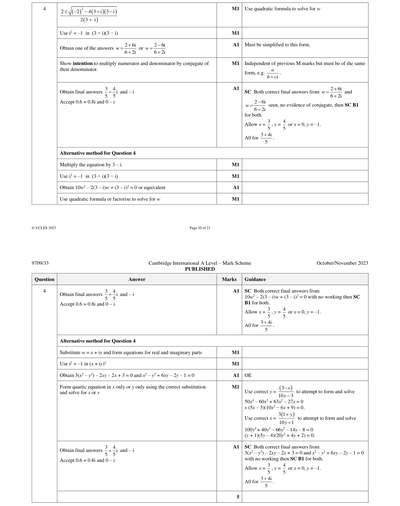 4
2 ± √((−2)² − 4(3+i)(3−i))
2(3 + i)
M1
Use quadratic formula to solve for w
Use i² = −1 in (3 + i)(3 − i)
M1
Obtain one of the answers w = (2+6i)/(6+2i) or w = (2−6i)/(6+2i)
A1
Must be simplified to this form.
Show intention to multiply numerator and denominator by conjugate of
their denominator.
M1
Independent of previous M marks but must be of the same
form, e.g. a/(b+ci).
Obtain final answers 3/5 + 4/5 i and −i
Accept 0.6 + 0.8i and 0 − i
A1
SC Both correct final answers from w = (2+6i)/(6+2i) and
w = (2−6i)/(6+2i) seen, no evidence of conjugate, then SC B1
for both.
Allow x = 3/5, y = 4/5 or x = 0, y = −1.
A0 for (3+4i)/5.
Alternative method for Question 4
Multiply the equation by 3 − i
M1
Use i² = −1 in (3 + i)(3 − i)
M1
Obtain 10w² − 2(3 − i)w + (3 − i)² = 0 or equivalent
A1
Use quadratic formula or factorise to solve for w
M1
© UCLES 2023
Page 10 of 21
9709/33
Cambridge International A Level – Mark Scheme
October/November 2023
PUBLISHED
Question
Answer
Marks
Guidance
4
Obtain final answers 3/5 + 4/5 i and −i
Accept 0.6 + 0.8i and 0 − i
A1
SC Both correct final answers from
10w² − 2(3 − i)w + (3 − i)² = 0 with no working then SC
B1 for both.
Allow x = 3/5, y = 4/5 or x = 0, y = −1.
A0 for (3+4i)/5.
Alternative method for Question 4
Substitute w = x + iy and form equations for real and imaginary parts
M1
Use i² = −1 in (x + iy)²
M1
Obtain 3(x² − y²) − 2xy − 2x + 3 = 0 and x² − y² + 6xy − 2y − 1 = 0
A1
OE
Form quartic equation in x only or y only using the correct substitution
and solve for x or y
M1
Use correct y = (3−x)/(10x−3) to attempt to form and solve
x(5x − 3)(10x² − 6x + 9) = 0.
Use correct x = 3(1+y)/(10y+1) to attempt to form and solve
(y + 1)(5y − 4)(20y² + 4y + 2) = 0.
Obtain final answers 3/5 + 4/5 i and −i
Accept 0.6 + 0.8i and 0 − i
A1
SC Both correct final answers from
3(x² − y²) − 2xy − 2x + 3 = 0 and x² − y² + 6xy − 2y − 1 = 0
with no working then SC B1 for both.
Allow x = 3/5, y = 4/5 or x = 0, y = −1.
A0 for (3+4i)/5.
5